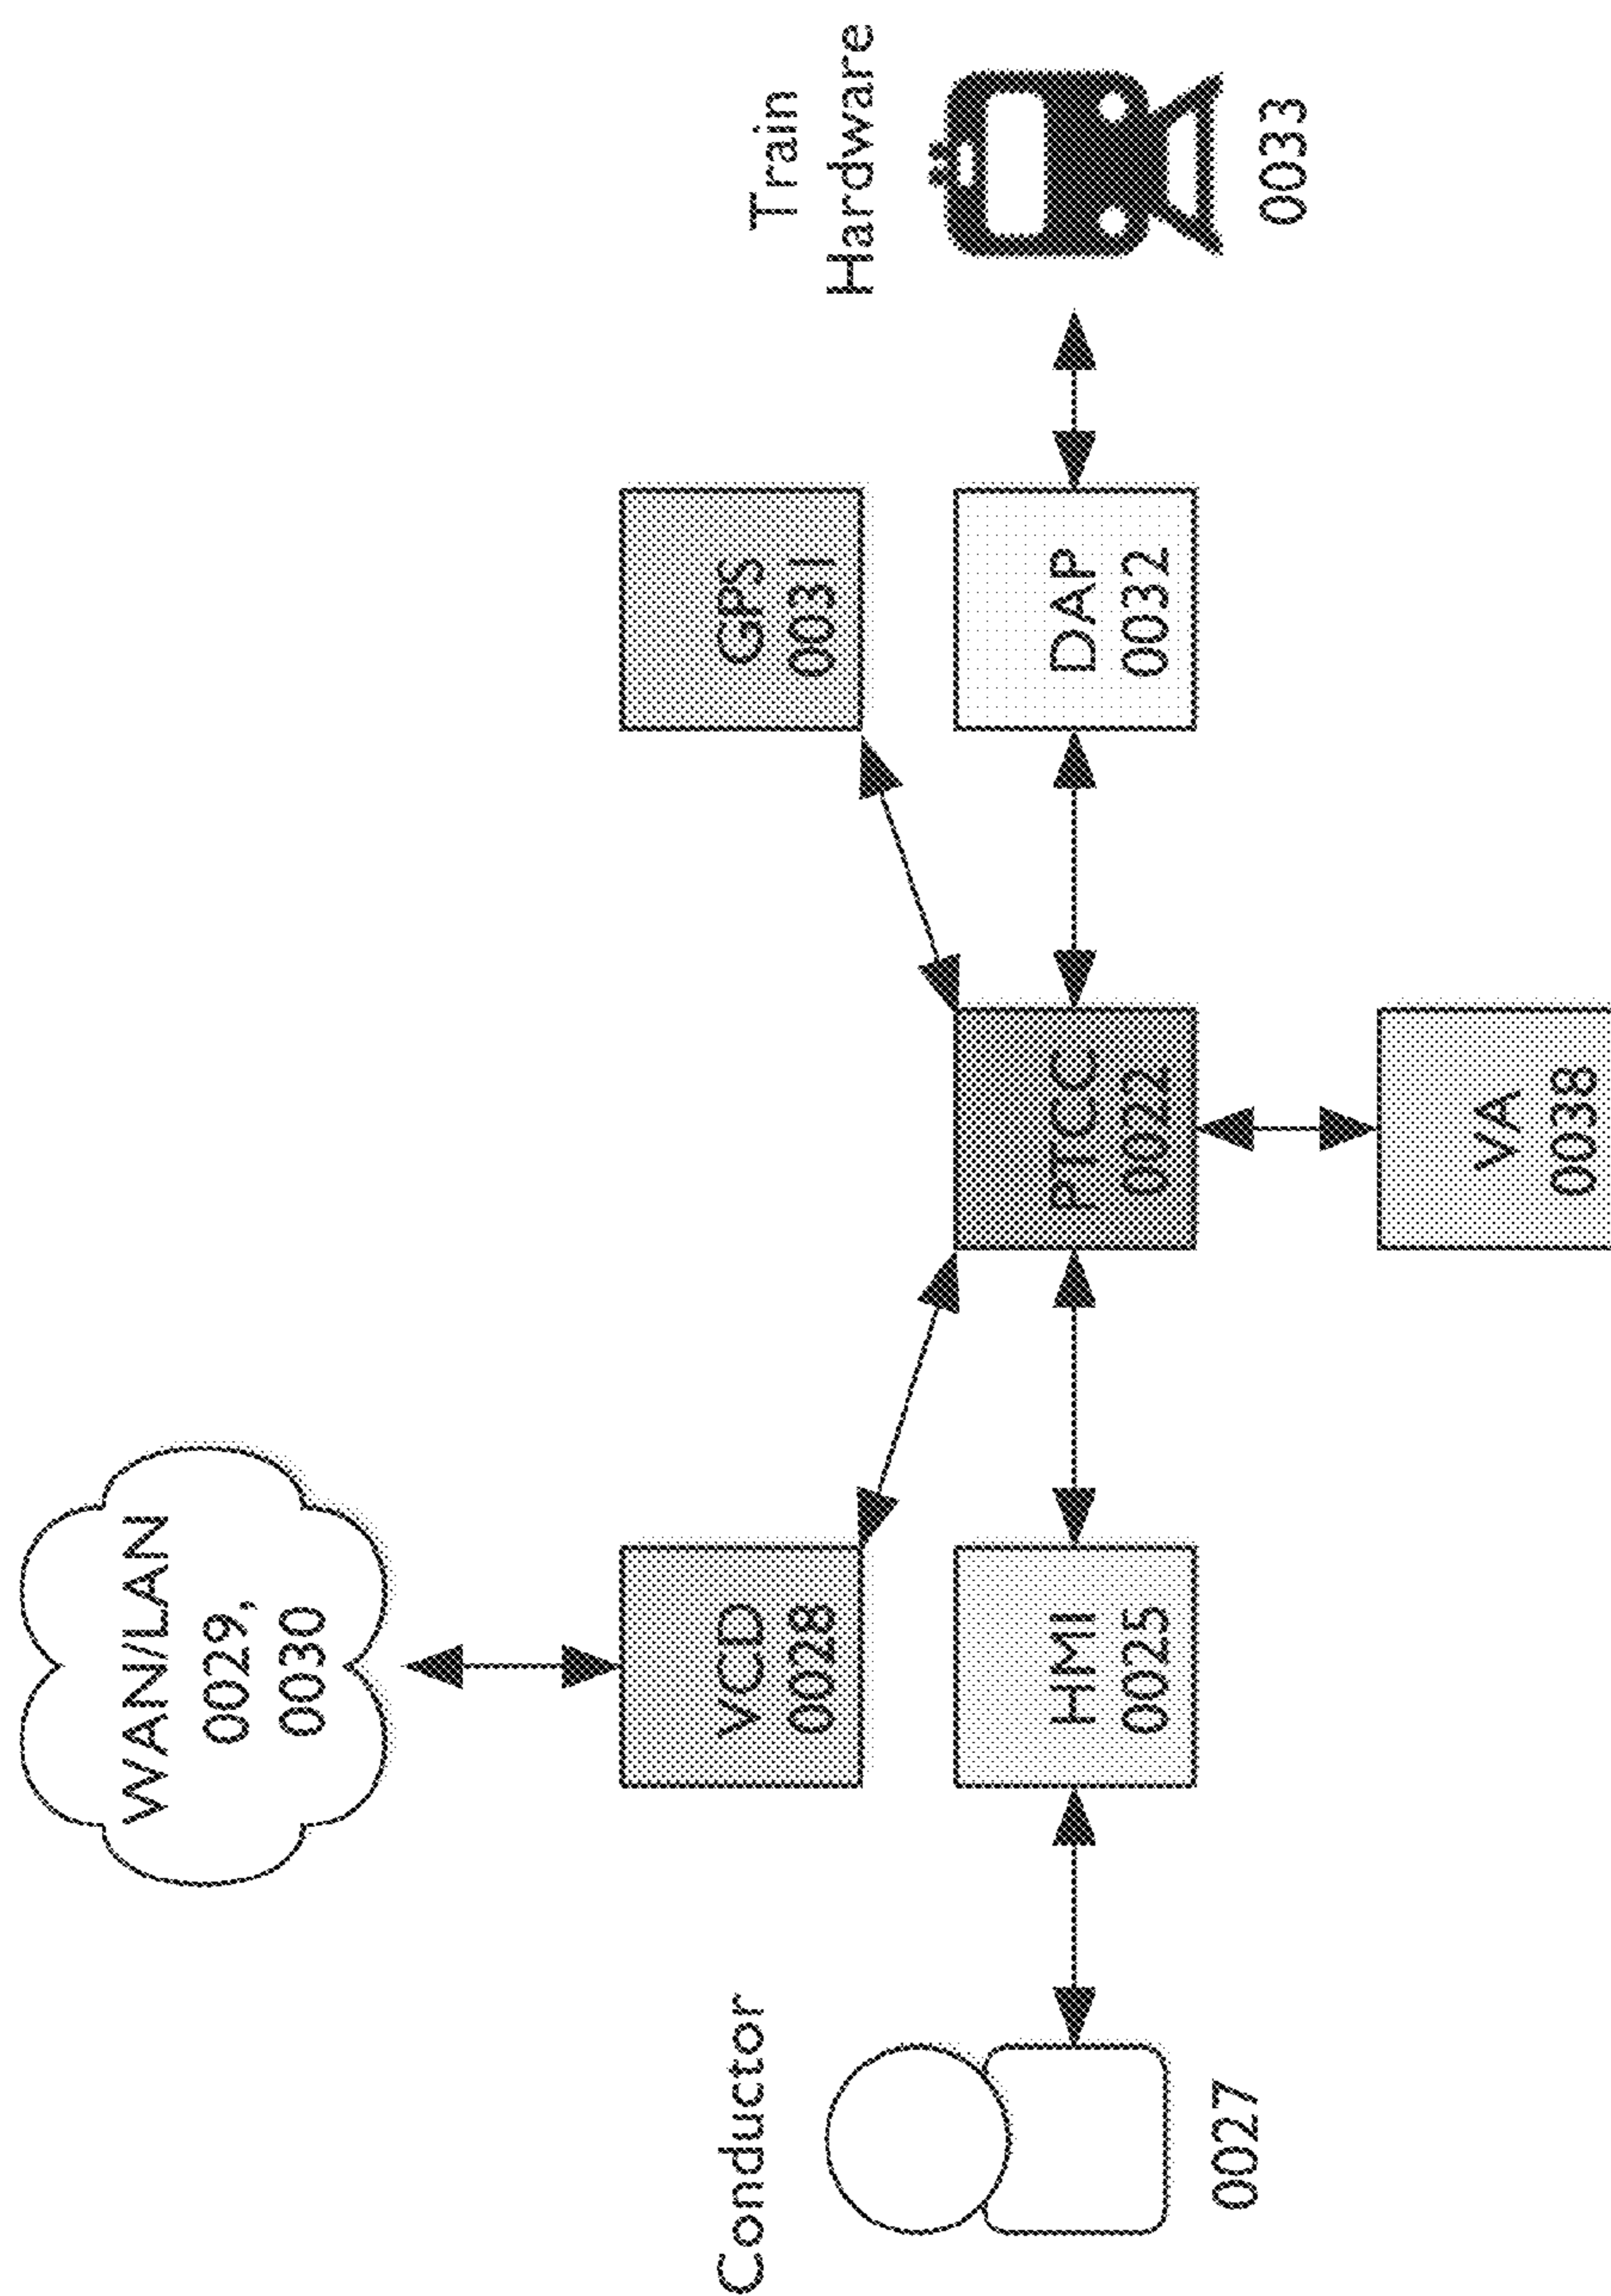 WAN/LAN
0029,
0030
Conductor
0027
VCD
0028
HMI
0025
PTCC
0022
VA
0038
GPS
0031
DAP
0032
Train
Hardware
0033